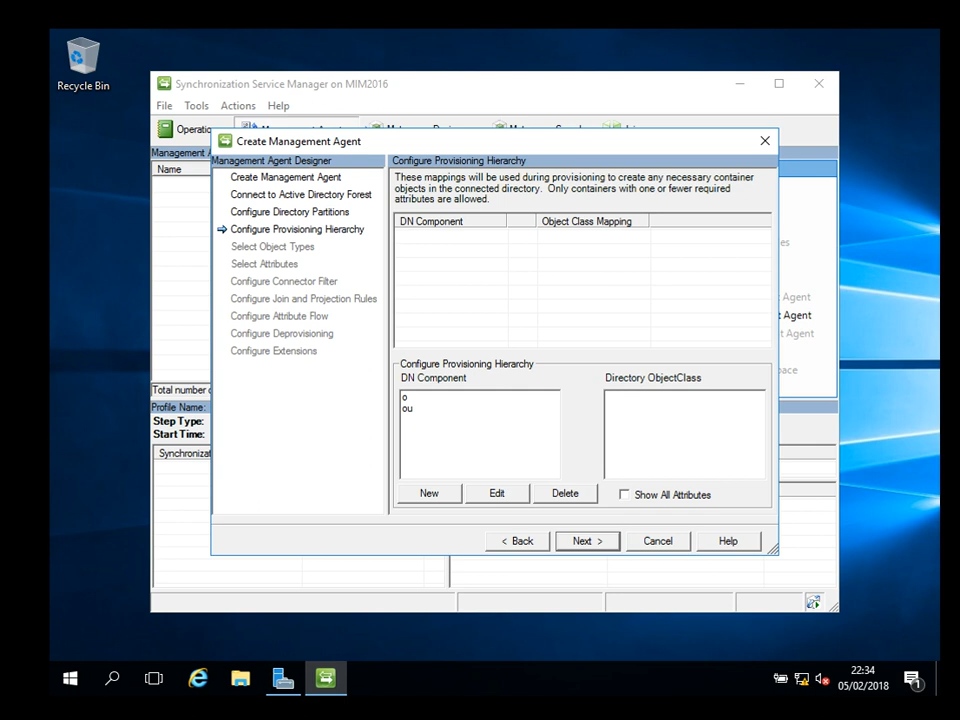 Recycle Bin
Synchronization Service Manager on MIM2016
File Tools Actions Help
Create Management Agent
Management Agent Designer
Create Management Agent
Connect to Active Directory Forest
Configure Directory Partitions
Configure Provisioning Hierarchy
Select Object Types
Select Attributes
Configure Connector Filter
Configure Join and Projection Rules
Configure Attribute Flow
Configure Deprovisioning
Configure Extensions
Configure Provisioning Hierarchy
These mappings will be used during provisioning to create any necessary container
objects in the connected directory. Only containers with one or fewer required
attributes are allowed.
DN Component Object Class Mapping
Configure Provisioning Hierarchy
DN Component Directory ObjectClass
o
ou
New Edit Delete Show All Attributes
< Back Next > Cancel Help
Management
Name
Agent
Agent
Agent
Total number
Profile Name:
Step Type:
Start Time:
22:34
05/02/2018
1